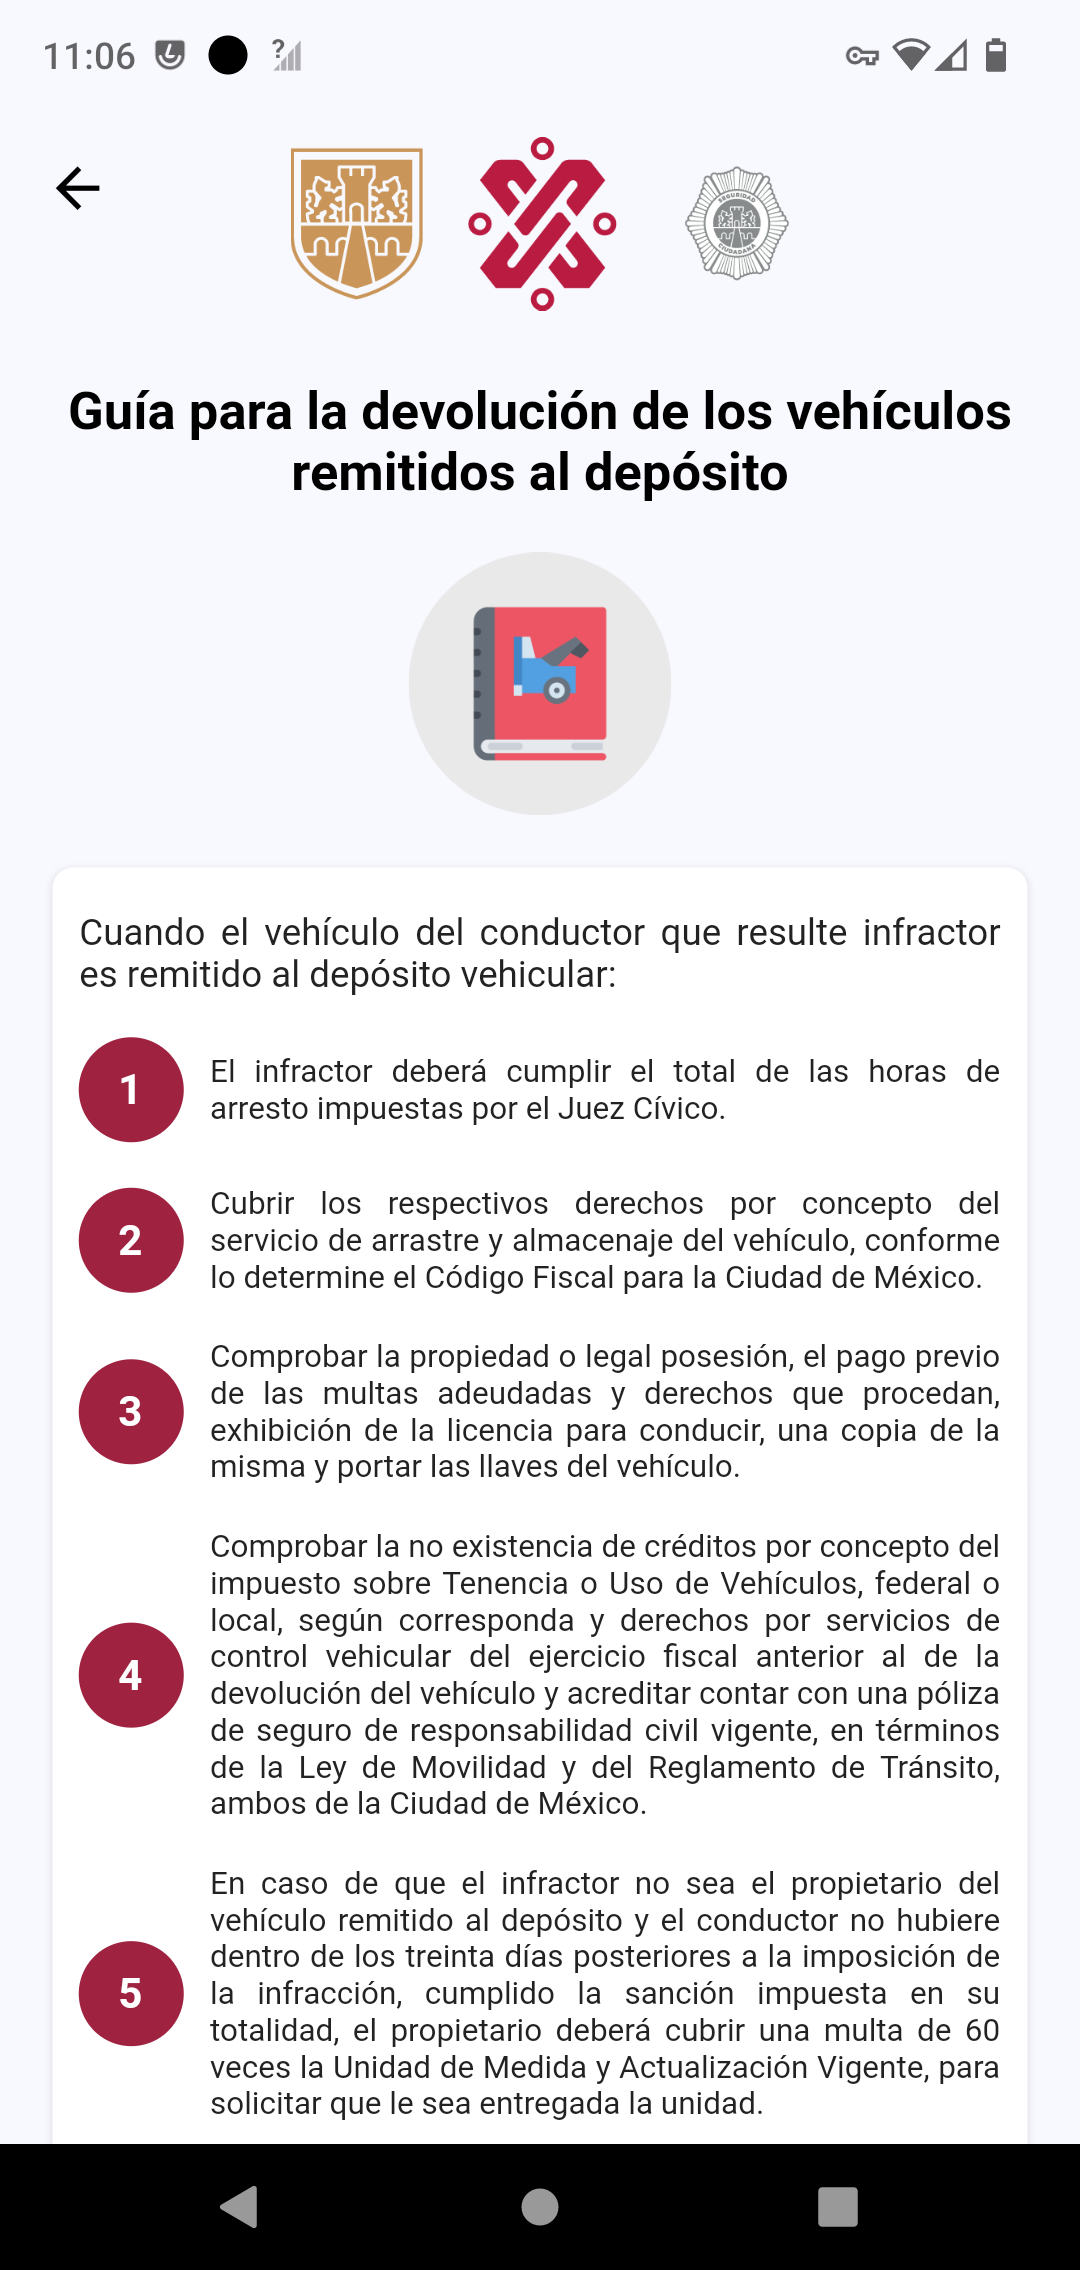 11:06
Guía para la devolución de los vehículos
remitidos al depósito
Cuando el vehículo del conductor que resulte infractor
es remitido al depósito vehicular:
1
El infractor deberá cumplir el total de las horas de
arresto impuestas por el Juez Cívico.
2
Cubrir los respectivos derechos por concepto del
servicio de arrastre y almacenaje del vehículo, conforme
lo determine el Código Fiscal para la Ciudad de México.
3
Comprobar la propiedad o legal posesión, el pago previo
de las multas adeudadas y derechos que procedan,
exhibición de la licencia para conducir, una copia de la
misma y portar las llaves del vehículo.
4
Comprobar la no existencia de créditos por concepto del
impuesto sobre Tenencia o Uso de Vehículos, federal o
local, según corresponda y derechos por servicios de
control vehicular del ejercicio fiscal anterior al de la
devolución del vehículo y acreditar contar con una póliza
de seguro de responsabilidad civil vigente, en términos
de la Ley de Movilidad y del Reglamento de Tránsito,
ambos de la Ciudad de México.
5
En caso de que el infractor no sea el propietario del
vehículo remitido al depósito y el conductor no hubiere
dentro de los treinta días posteriores a la imposición de
la infracción, cumplido la sanción impuesta en su
totalidad, el propietario deberá cubrir una multa de 60
veces la Unidad de Medida y Actualización Vigente, para
solicitar que le sea entregada la unidad.
SEGURIDAD
CIUDADANA